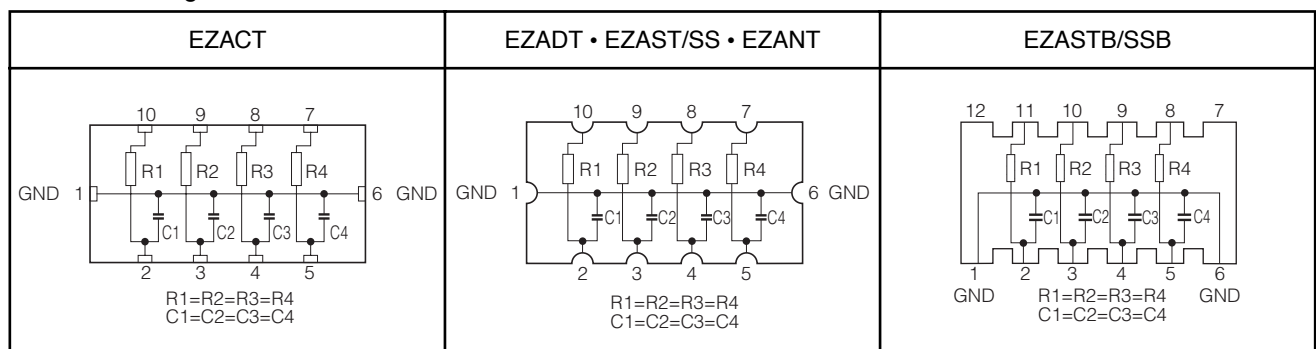 EZACT
EZADT • EZAST/SS • EZANT
EZASTB/SSB
10 9 8 7
R1 R2 R3 R4
GND 1 6 GND
C1 C2 C3 C4
2 3 4 5
R1=R2=R3=R4
C1=C2=C3=C4
10 9 8 7
R1 R2 R3 R4
GND 1 6 GND
C1 C2 C3 C4
2 3 4 5
R1=R2=R3=R4
C1=C2=C3=C4
12 11 10 9 8 7
R1 R2 R3 R4
C1 C2 C3 C4
1 2 3 4 5 6
GND GND
R1=R2=R3=R4
C1=C2=C3=C4